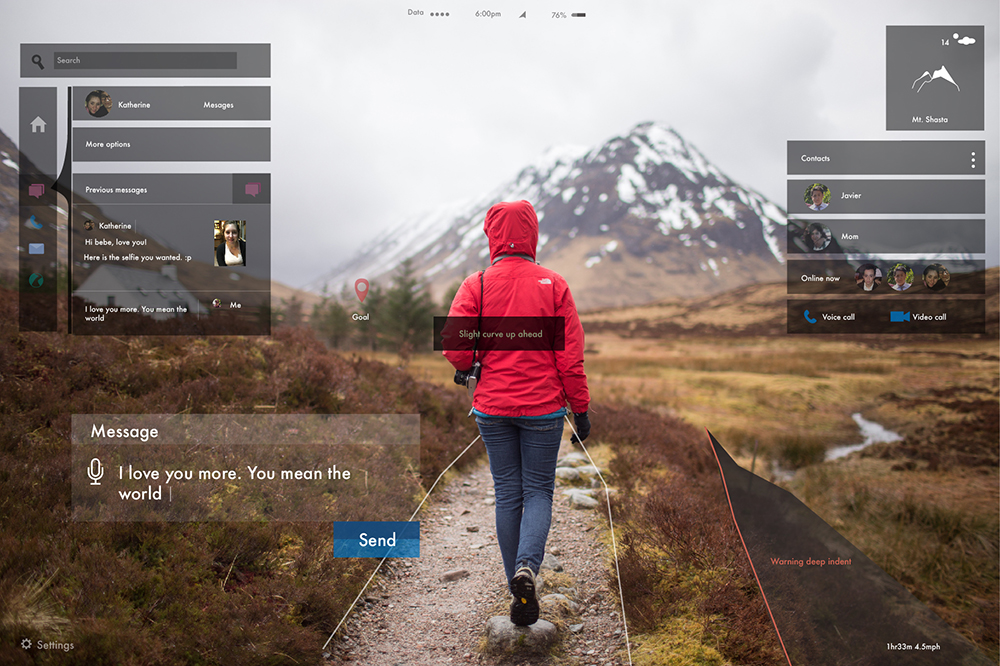 Data
6:00pm
76%
Search
Katherine
Mesages
More options
Previous messages
Katherine
Hi bebe, love you!
Here is the selfie you wanted. :p
I love you more. You mean the
world
Me
14
Mt. Shasta
Contacts
Javier
Mom
Online now
Voice call
Video call
Goal
Slight curve up ahead
Message
I love you more. You mean the
world
Send
Warning deep indent
Settings
1hr33m 4.5mph